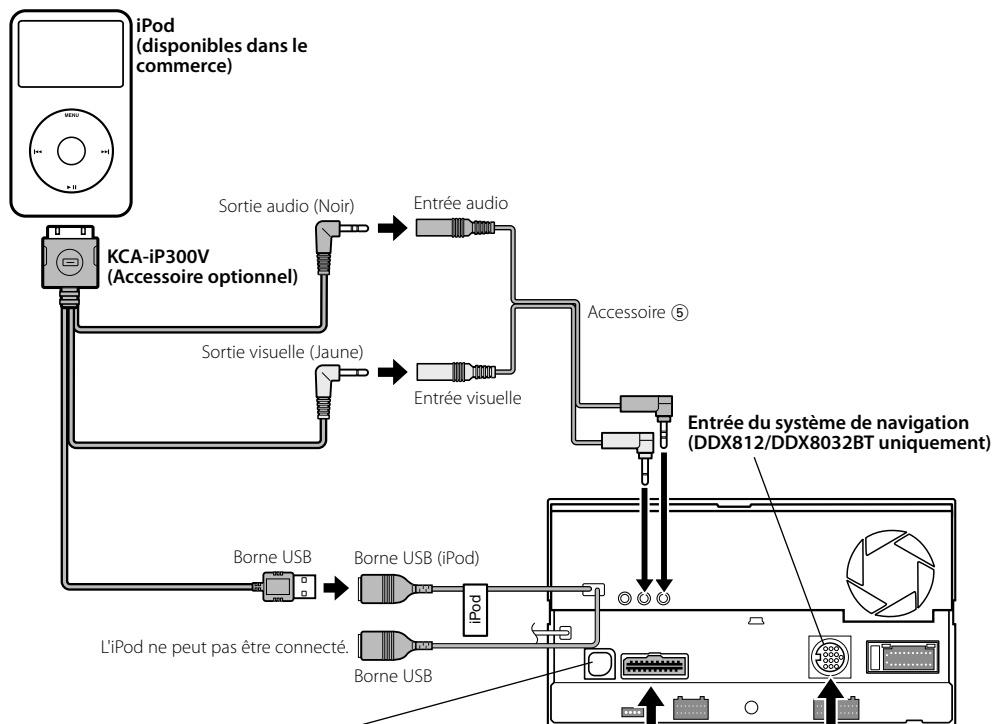 iPod
(disponibles dans le
commerce)
MENU
Sortie audio (Noir)
Entrée audio
KCA-iP300V
(Accessoire optionnel)
Accessoire ⑤
Sortie visuelle (Jaune)
Entrée visuelle
Entrée du système de navigation
(DDX812/DDX8032BT uniquement)
Borne USB
Borne USB (iPod)
iPod
L'iPod ne peut pas être connecté.
Borne USB